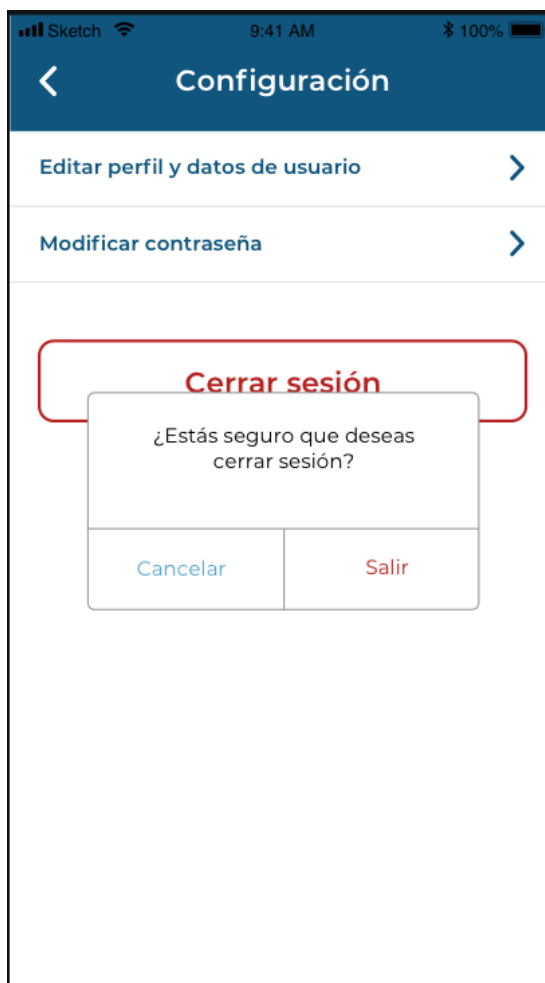 Sketch 9:41 AM 100%
Configuración
Editar perfil y datos de usuario
Modificar contraseña
Cerrar sesión
¿Estás seguro que deseas
cerrar sesión?
Cancelar Salir